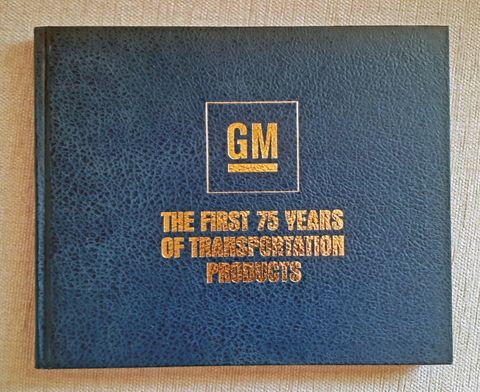 GM
THE FIRST 75 YEARS
OF TRANSPORTATION
PRODUCTS